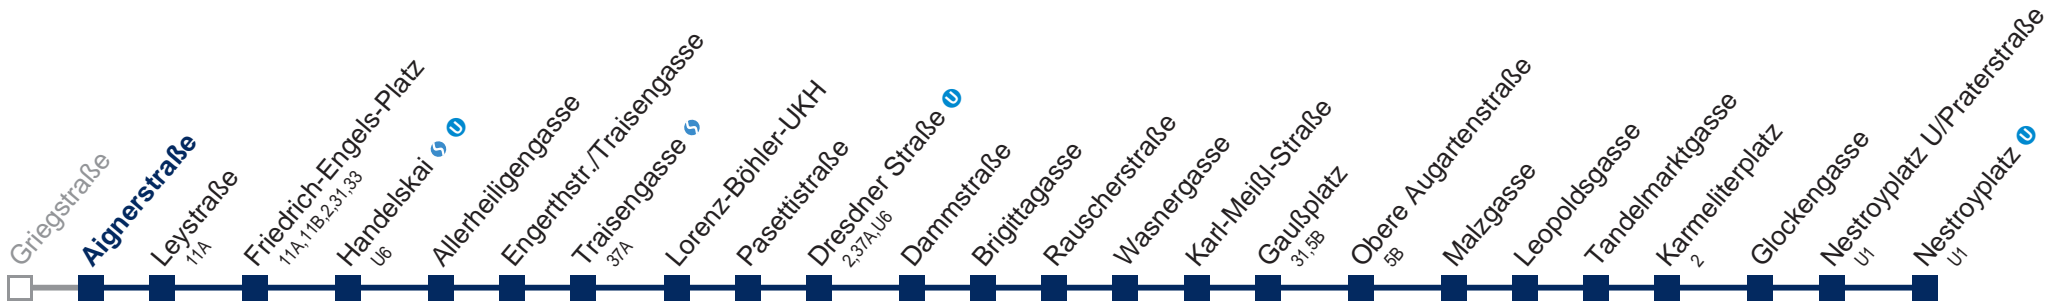 Griegstraße
Aignerstraße
Leystraße
11A
Friedrich-Engels-Platz
11A,11B,2,31,33
Handelskai S U
U6
Allerheiligengasse
Engerthstr./Traisengasse
Traisengasse S
37A
Lorenz-Böhler-UKH
Pasettistraße
Dresdner Straße U
2,37A,U6
Dammstraße
Brigittagasse
Rauscherstraße
Wasnergasse
Karl-Meißl-Straße
Gaußplatz
31,5B
Obere Augartenstraße
5B
Malzgasse
Leopoldsgasse
Tandelmarktgasse
Karmeliterplatz
2
Glockengasse
Nestroyplatz U/Praterstraße
U1
Nestroyplatz U
U1